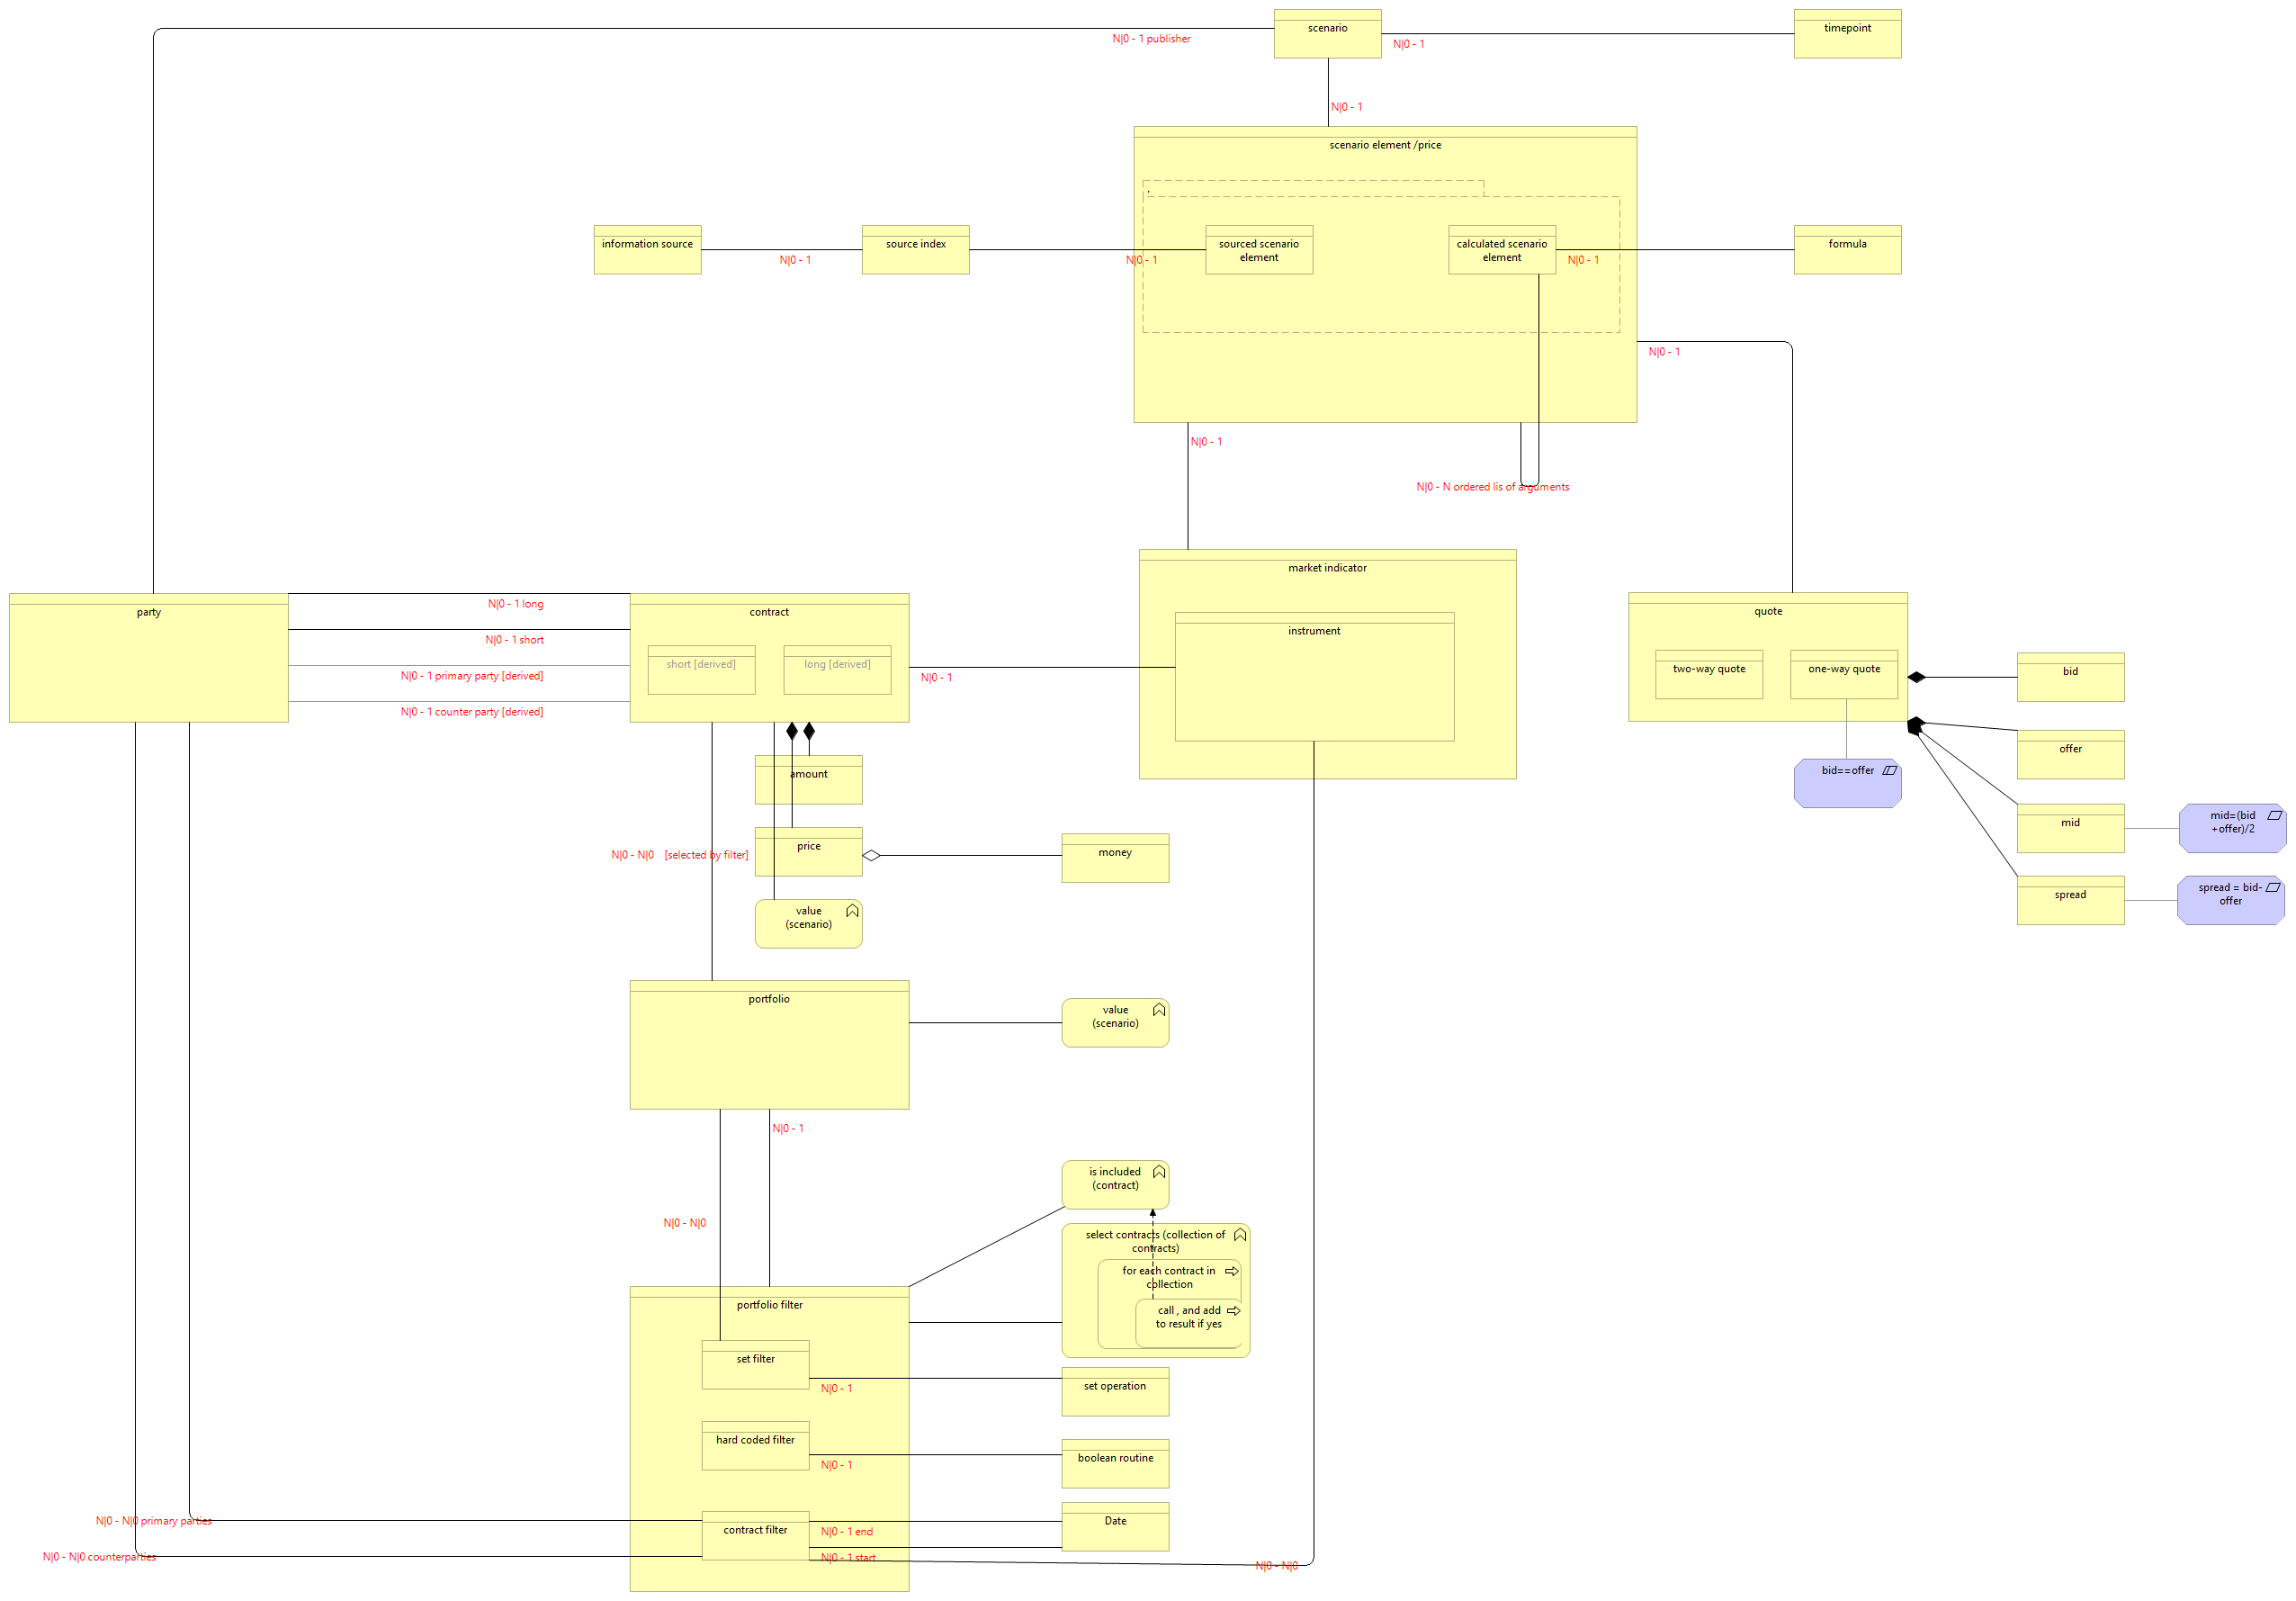 scenario
timepoint
N|0 - 1 publisher
N|0 - 1
N|0 - 1
scenario element /price
information source
source index
sourced scenario
element
calculated scenario
element
formula
N|0 - 1
N|0 - 1
N|0 - 1
N|0 - 1
N|0 - 1
N|0 - N ordered lis of arguments
market indicator
party
N|0 - 1 long
contract
quote
instrument
N|0 - 1 short
short [derived]
long [derived]
two-way quote
one-way quote
bid
N|0 - 1 primary party [derived]
N|0 - 1
N|0 - 1 counter party [derived]
offer
amount
bid==offer
mid
mid=(bid
+offer)/2
price
N|0 - N|0    [selected by filter]
money
spread
spread = bid-
offer
value
(scenario)
portfolio
value
(scenario)
N|0 - 1
is included
(contract)
N|0 - N|0
select contracts (collection of
contracts)
for each contract in
collection
call , and add
to result if yes
portfolio filter
set filter
N|0 - 1
set operation
hard coded filter
N|0 - 1
boolean routine
N|0 - N|0 primary parties
contract filter
N|0 - 1 end
Date
N|0 - N|0 counterparties
N|0 - 1 start
N|0 - N|0